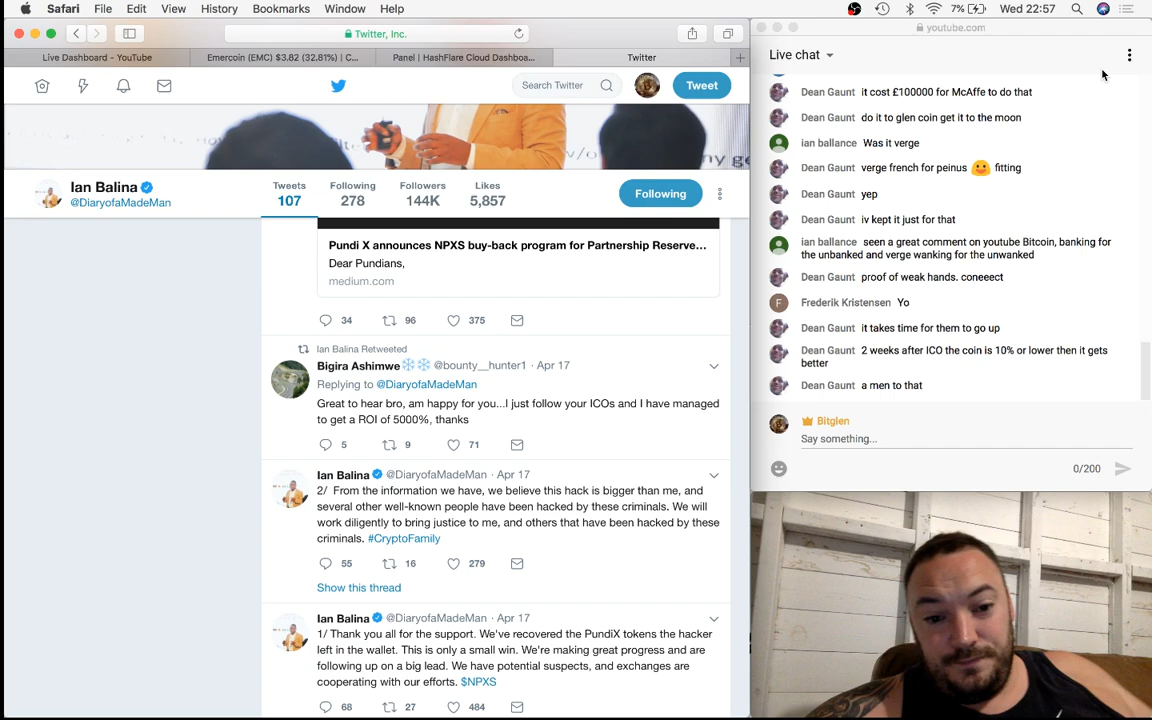 Safari File Edit View History Bookmarks Window Help 7% Wed 22:57
Twitter, Inc.
youtube.com
Live Dashboard - YouTube
Emercoin (EMC) $3.82 (32.81%) | C...
Panel | HashFlare Cloud Dashboa...
Twitter
Search Twitter
Tweet
Ian Balina
@DiaryofaMadeMan
Tweets
107
Following
278
Followers
144K
Likes
5,857
Following
Pundi X announces NPXS buy-back program for Partnership Reserve...
Dear Pundians,
medium.com
34 96 375
Ian Balina Retweeted
Bigira Ashimwe❄️❄️ @bounty__hunter1 · Apr 17
Replying to @DiaryofaMadeMan
Great to hear bro, am happy for you...I just follow your ICOs and I have managed
to get a ROI of 5000%, thanks
5 9 71
Ian Balina @DiaryofaMadeMan · Apr 17
2/ From the information we have, we believe this hack is bigger than me, and
several other well-known people have been hacked by these criminals. We will
work diligently to bring justice to me, and others that have been hacked by these
criminals. #CryptoFamily
55 16 279
Show this thread
Ian Balina @DiaryofaMadeMan · Apr 17
1/ Thank you all for the support. We've recovered the PundiX tokens the hacker
left in the wallet. This is only a small win. We're making great progress and are
following up on a big lead. We have potential suspects, and exchanges are
cooperating with our efforts. $NPXS
68 27 484
Live chat
Dean Gaunt it cost £100000 for McAffe to do that
Dean Gaunt do it to glen coin get it to the moon
ian ballance Was it verge
Dean Gaunt verge french for peinus 😛 fitting
Dean Gaunt yep
Dean Gaunt iv kept it just for that
ian ballance seen a great comment on youtube Bitcoin, banking for
the unbanked and verge wanking for the unwanked
Dean Gaunt proof of weak hands. coneeect
F Frederik Kristensen Yo
Dean Gaunt it takes time for them to go up
Dean Gaunt 2 weeks after ICO the coin is 10% or lower then it gets
better
Dean Gaunt a men to that
Bitglen
Say something...
0/200